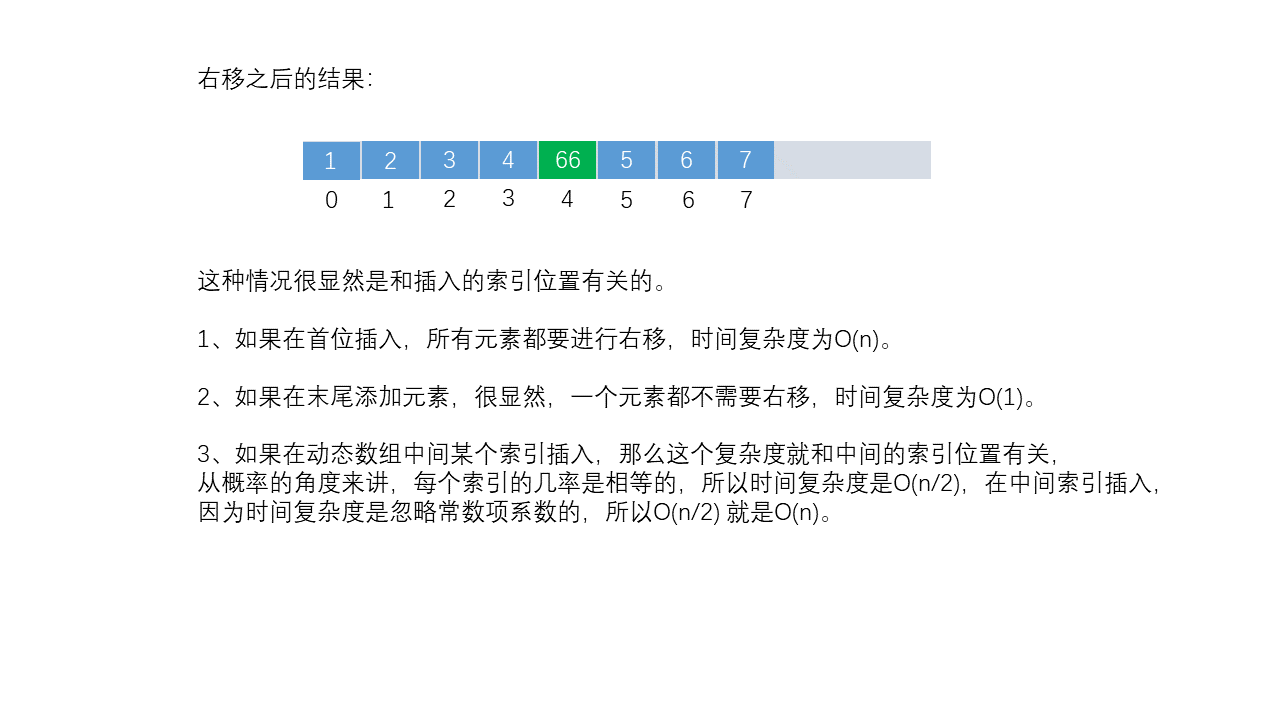 右移之后的结果：
1 2 3 4 66 5 6 7
0 1 2 3 4 5 6 7
这种情况很显然是和插入的索引位置有关的。
1、如果在首位插入，所有元素都要进行右移，时间复杂度为O(n)。
2、如果在末尾添加元素，很显然，一个元素都不需要右移，时间复杂度为O(1)。
3、如果在动态数组中间某个索引插入，那么这个复杂度就和中间的索引位置有关，
从概率的角度来讲，每个索引的几率是相等的，所以时间复杂度是O(n/2)，在中间索引插入，
因为时间复杂度是忽略常数项系数的，所以O(n/2) 就是O(n)。